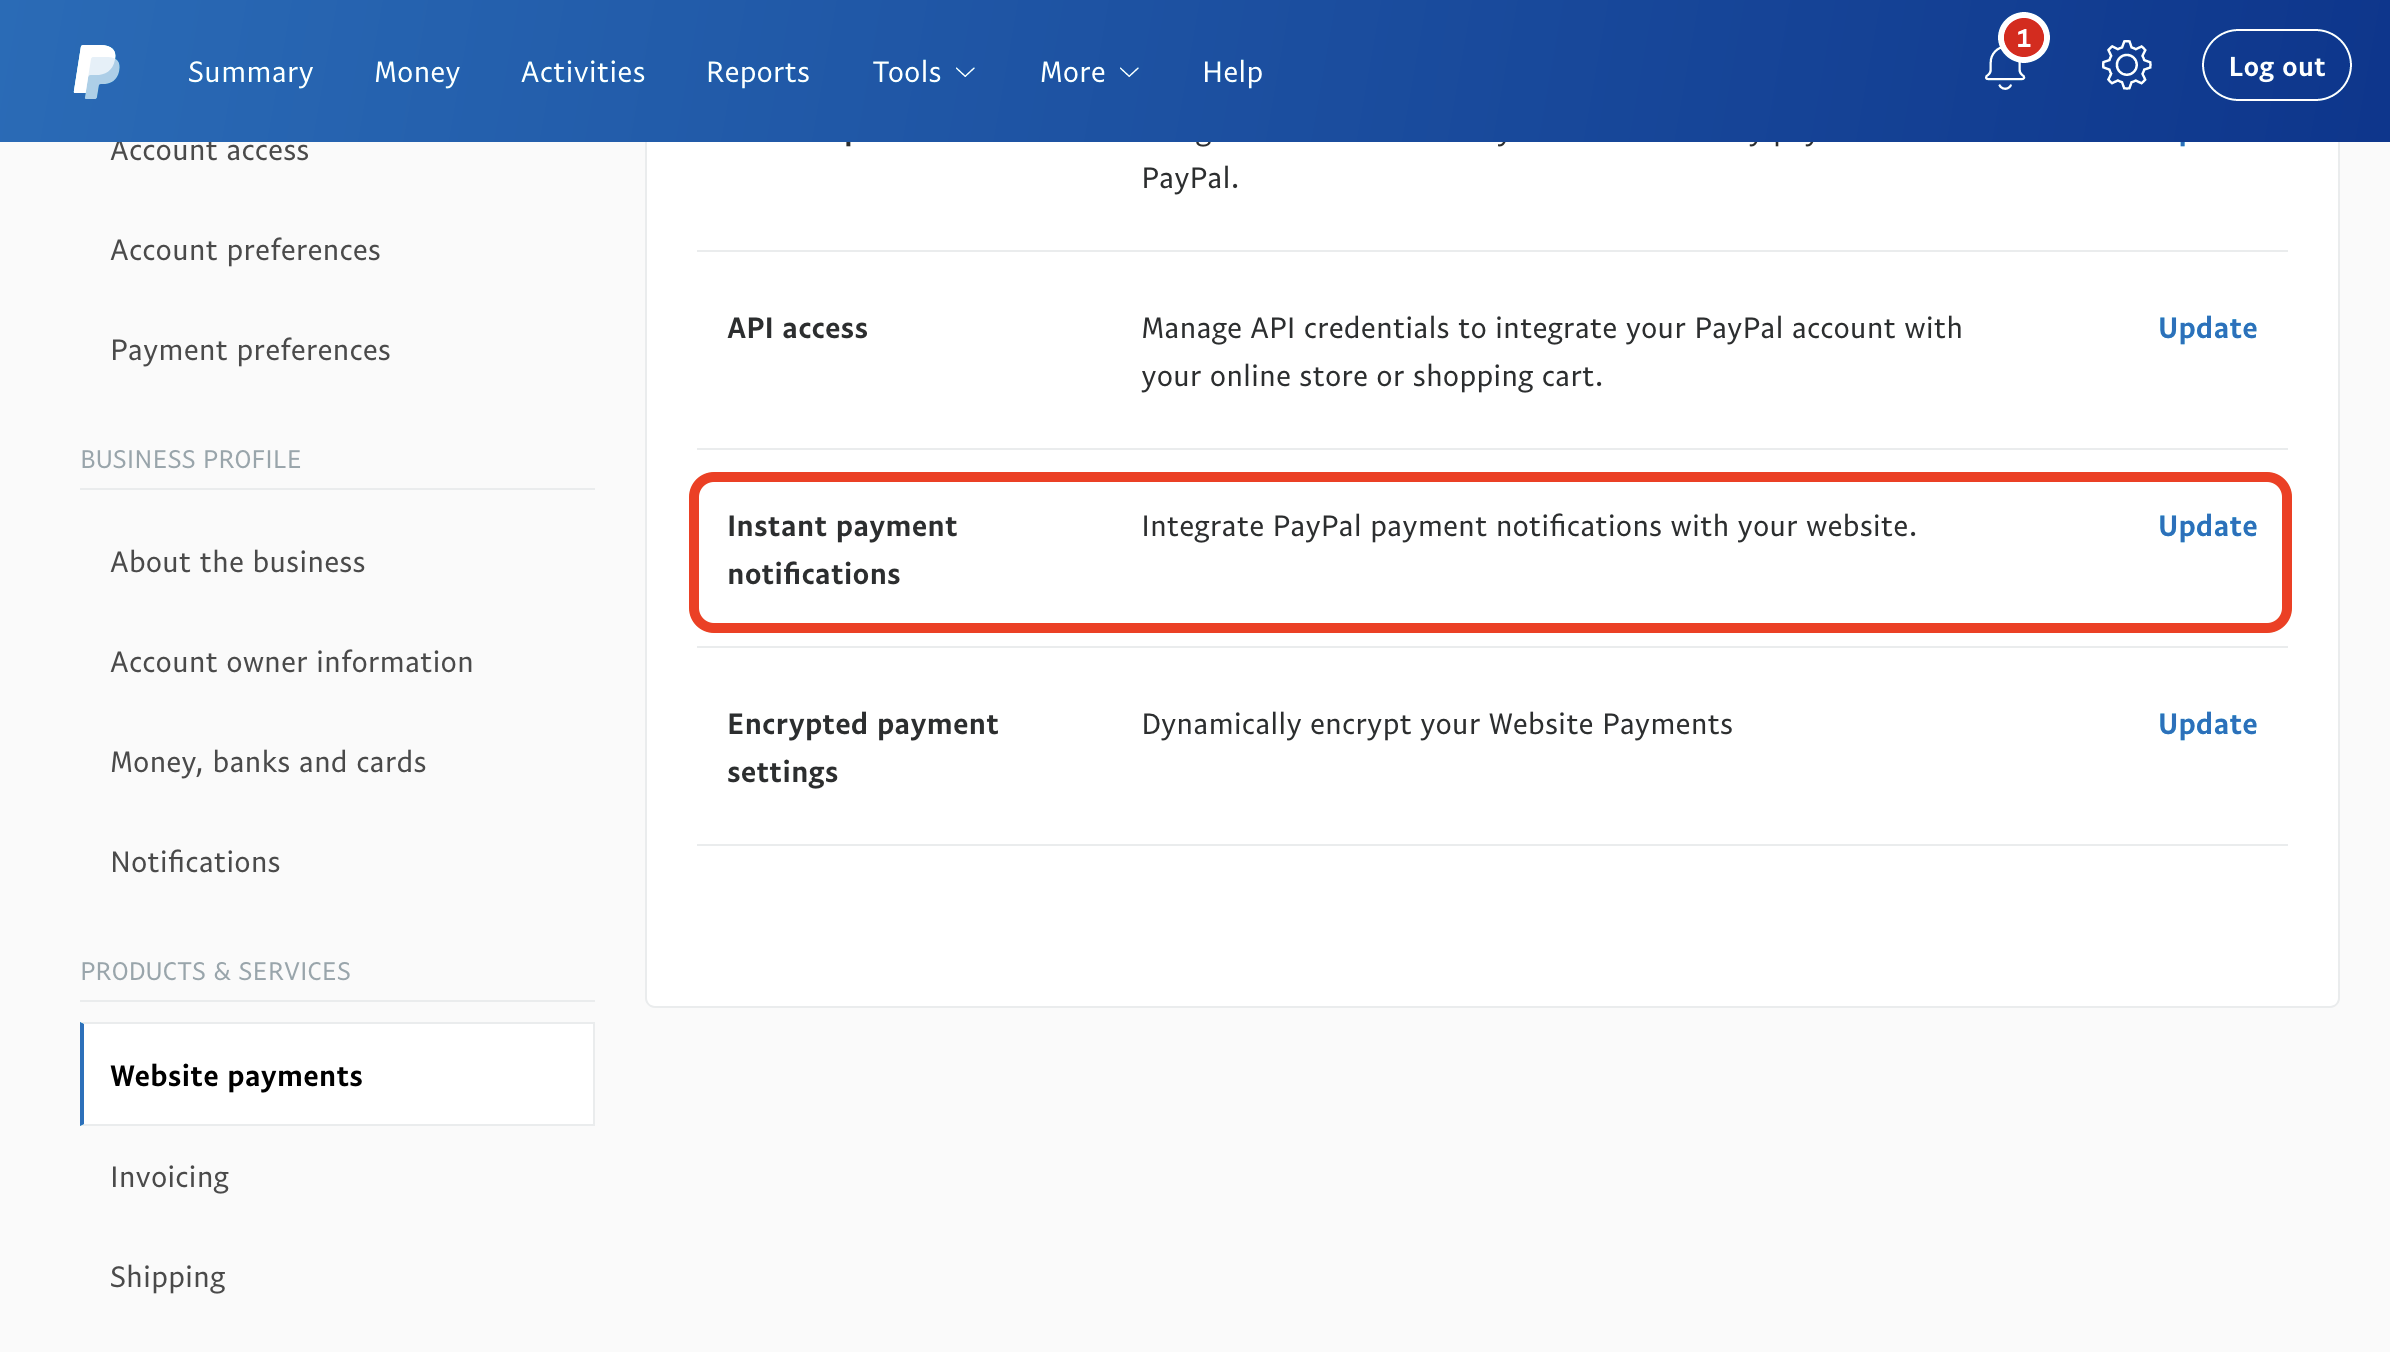 Summary Money Activities Reports Tools More Help 1 Log out
Account access
Account preferences
Payment preferences
BUSINESS PROFILE
About the business
Account owner information
Money, banks and cards
Notifications
PRODUCTS & SERVICES
Website payments
Invoicing
Shipping
PayPal.
API access
Manage API credentials to integrate your PayPal account with
your online store or shopping cart.
Update
Instant payment
notifications
Integrate PayPal payment notifications with your website.
Update
Encrypted payment
settings
Dynamically encrypt your Website Payments
Update